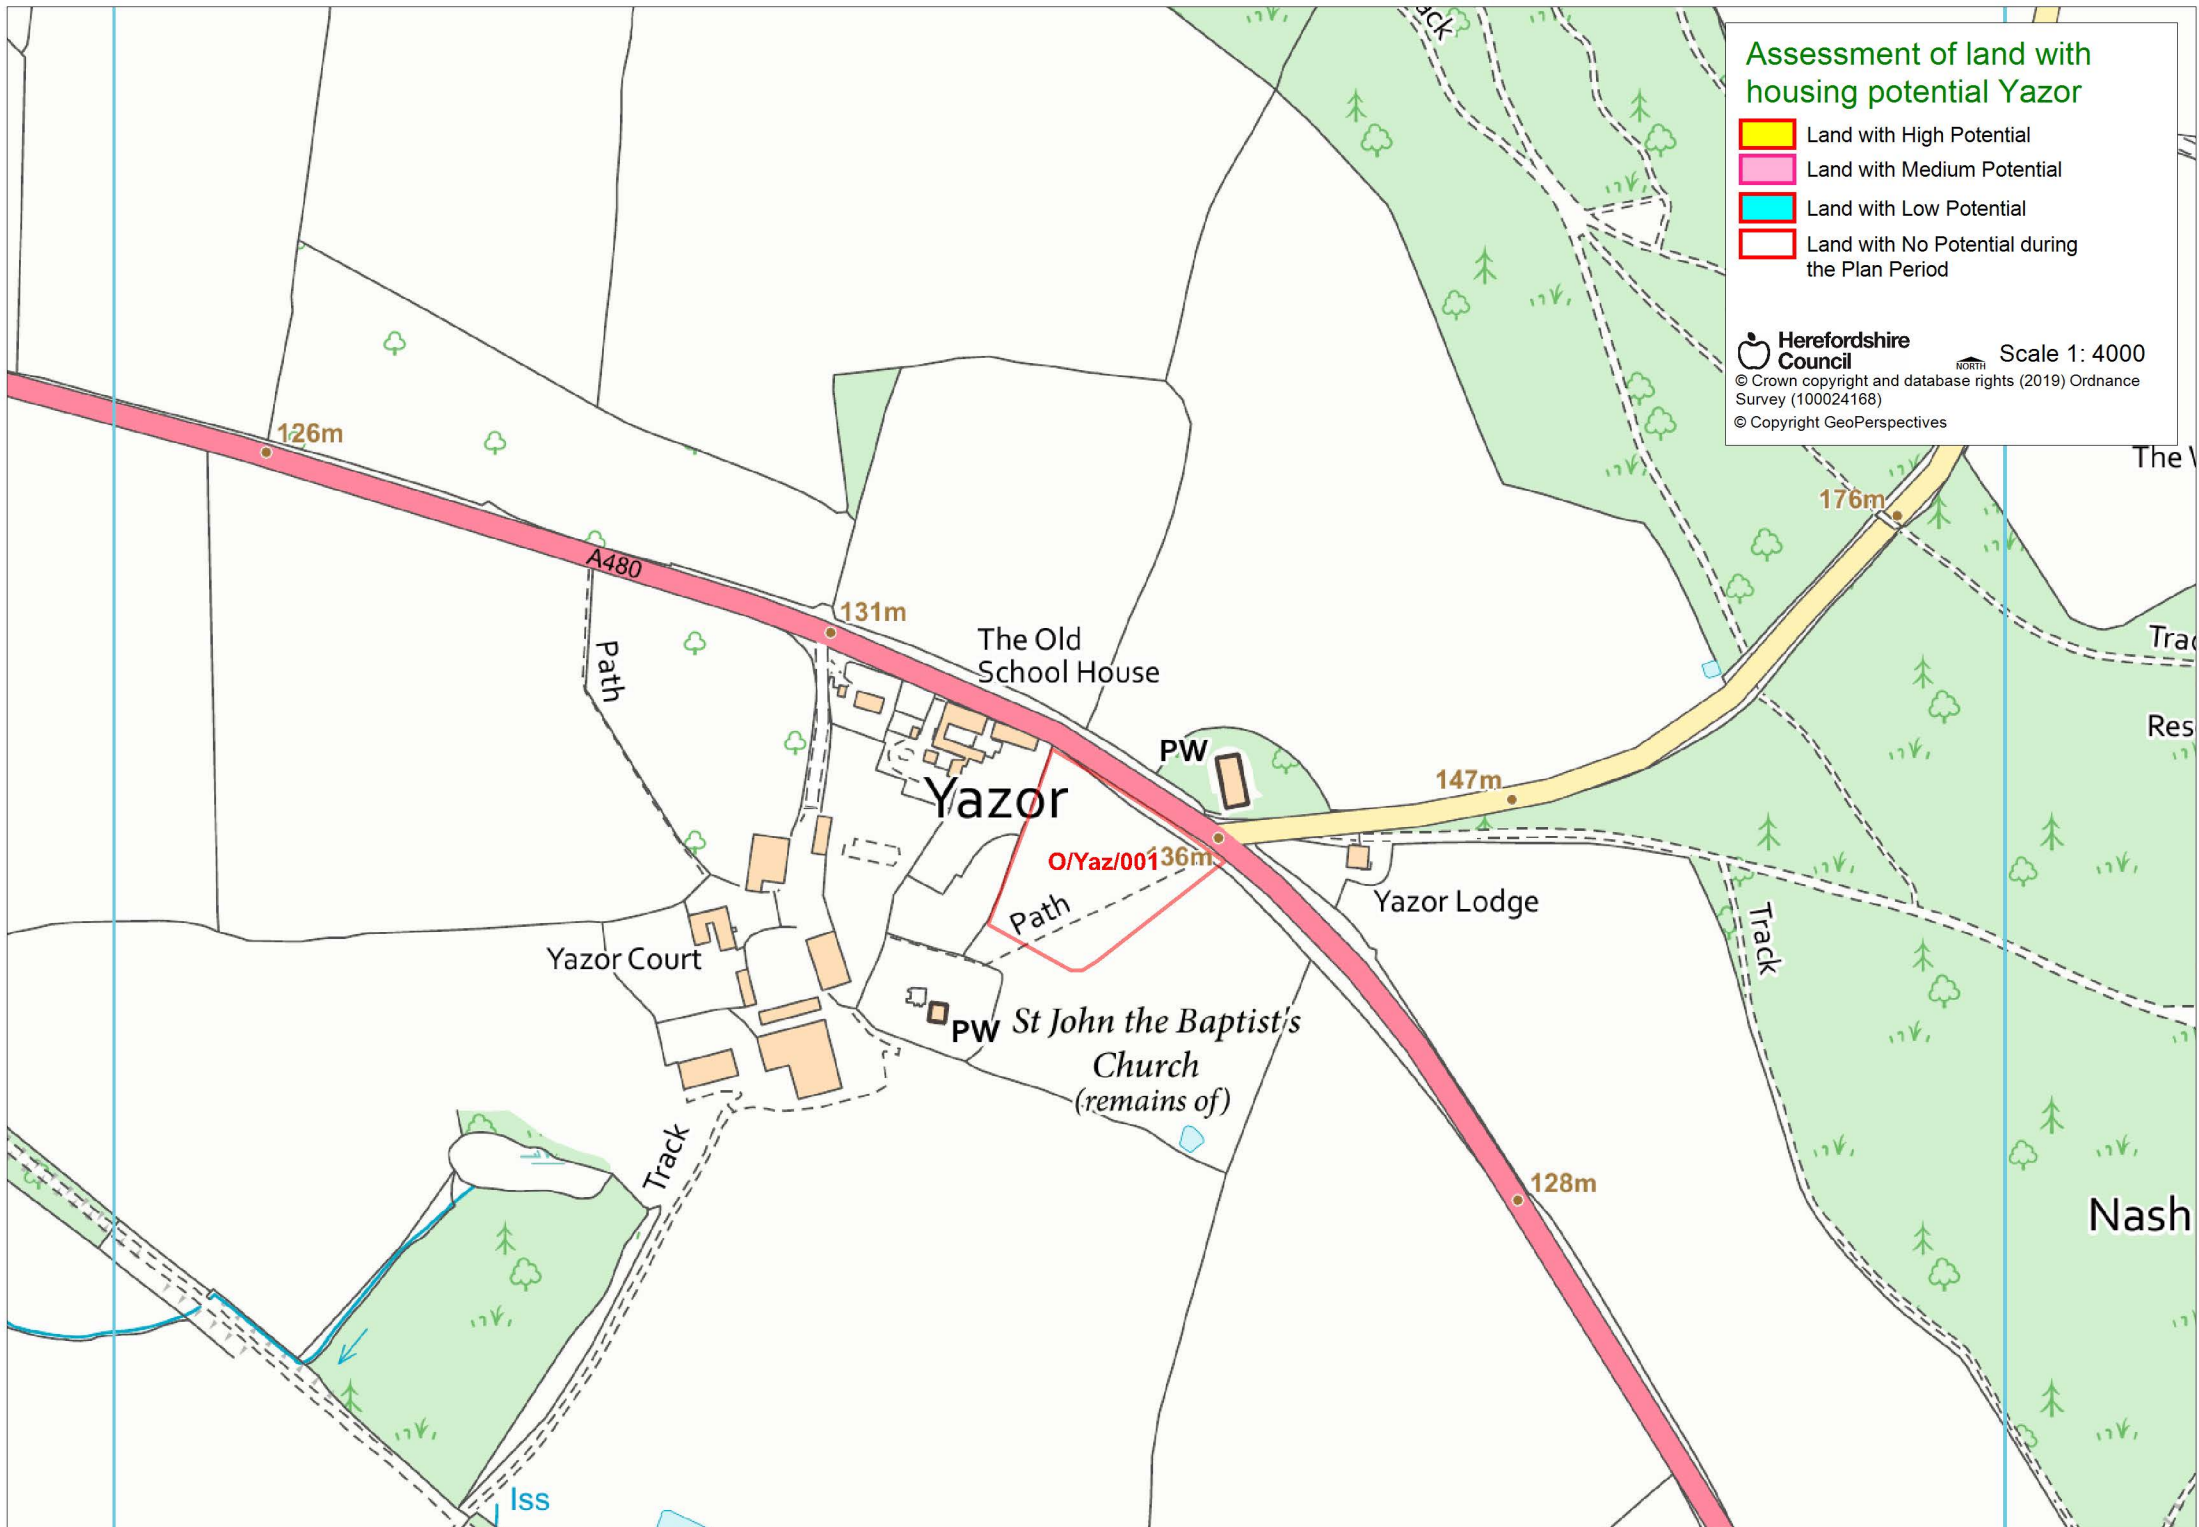 Assessment of land with
housing potential Yazor
Land with High Potential
Land with Medium Potential
Land with Low Potential
Land with No Potential during
the Plan Period
Herefordshire
Council
NORTH
Scale 1: 4000
© Crown copyright and database rights (2019) Ordnance
Survey (100024168)
© Copyright GeoPerspectives
126m
The
176m
A480
131m
The Old
School House
Path
Trac
Res
PW
147m
Yazor
O/Yaz/001
136m
Path
Yazor Lodge
Track
Yazor Court
PW
St John the Baptist's
Church
(remains of)
Track
128m
Nash
Iss